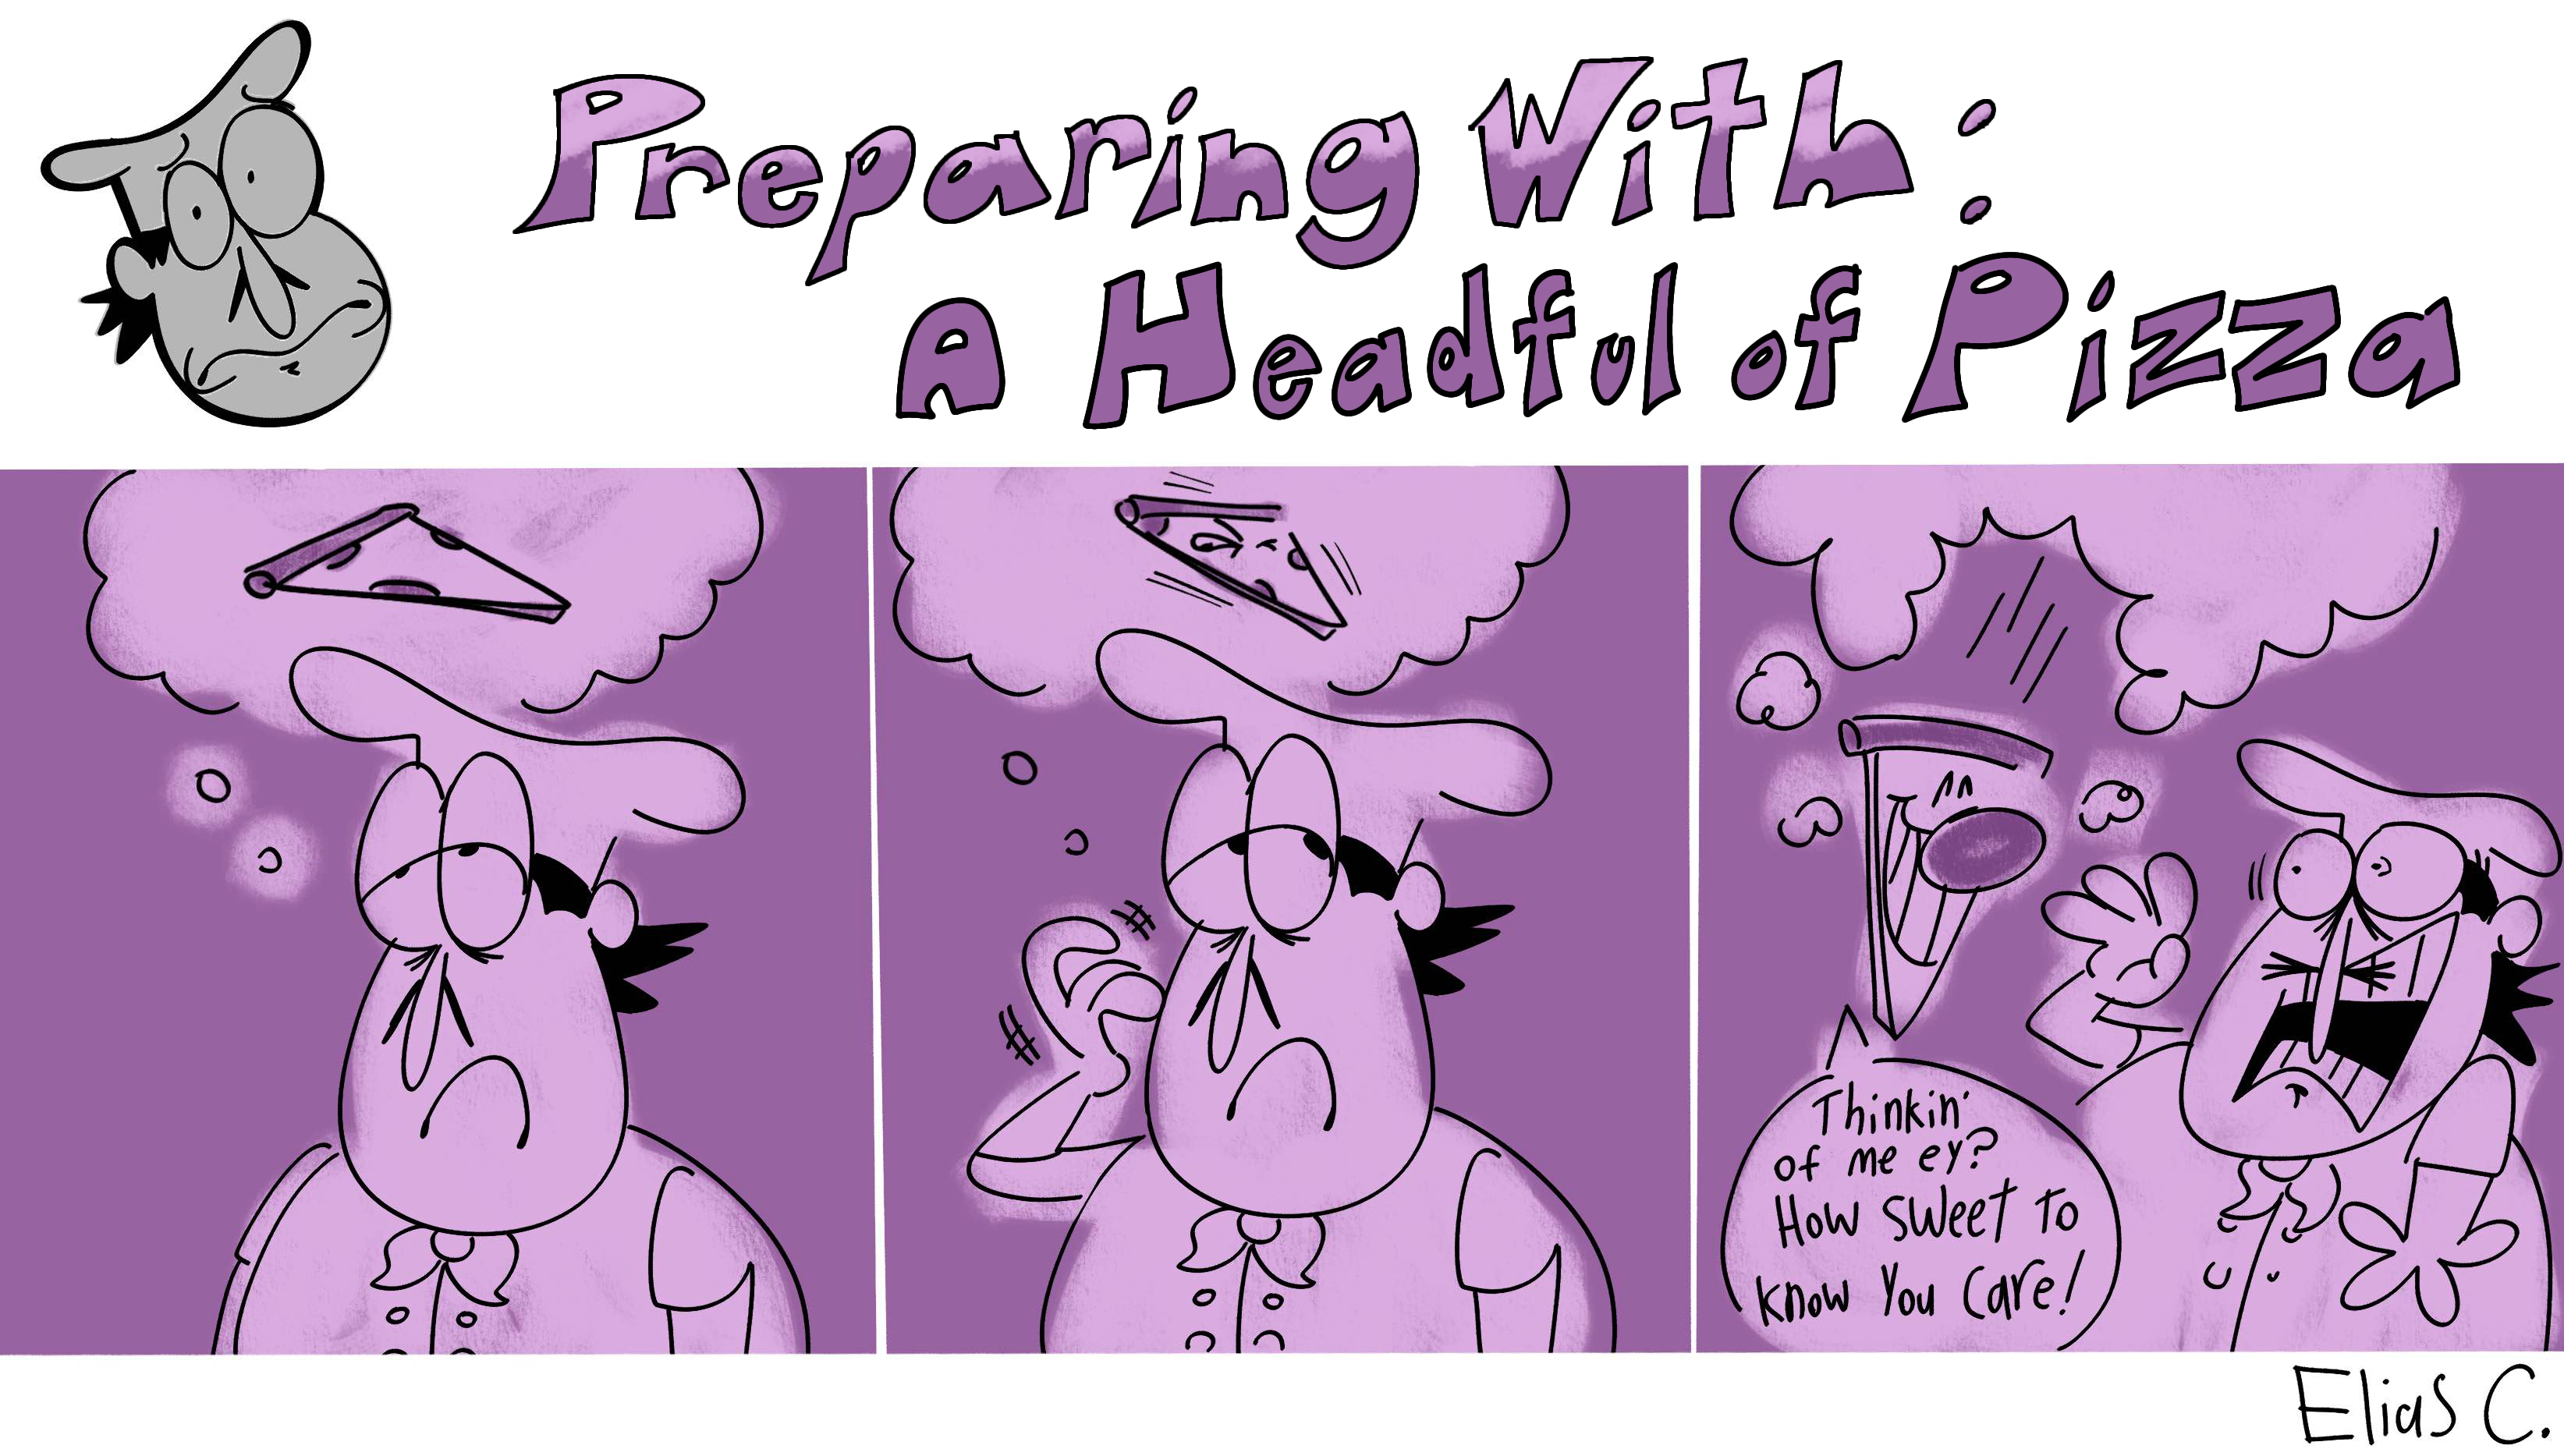 Preparing With:
A Headful of Pizza
Thinkin'
of me ey?
How sweet to
know you care!
Elias C.